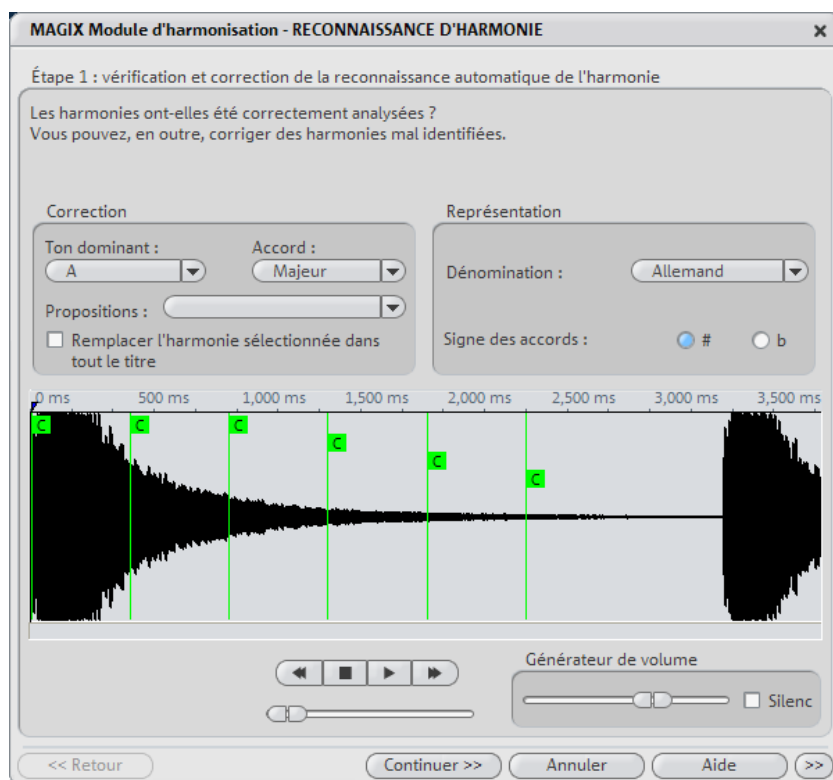 MAGIX Module d'harmonisation - RECONNAISSANCE D'HARMONIE
Étape 1 : vérification et correction de la reconnaissance automatique de l'harmonie
Les harmonies ont-elles été correctement analysées ?
Vous pouvez, en outre, corriger des harmonies mal identifiées.
Correction
Ton dominant :
Accord :
A
Majeur
Propositions :
Remplacer l'harmonie sélectionnée dans
tout le titre
Représentation
Dénomination :
Allemand
Signe des accords :
#
b
0 ms 500 ms 1,000 ms 1,500 ms 2,000 ms 2,500 ms 3,000 ms 3,500 ms
C C C C C C
Générateur de volume
Silenc
<< Retour
Continuer >>
Annuler
Aide
>>